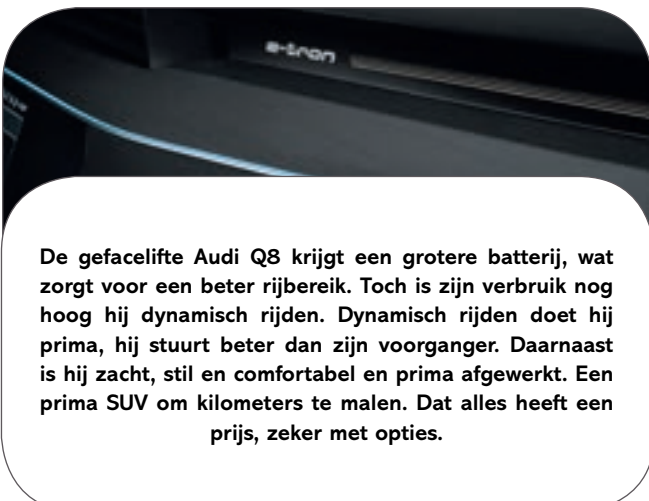 e-tron
De gefacelifte Audi Q8 krijgt een grotere batterij, wat
zorgt voor een beter rijbereik. Toch is zijn verbruik nog
hoog hij dynamisch rijden. Dynamisch rijden doet hij
prima, hij stuurt beter dan zijn voorganger. Daarnaast
is hij zacht, stil en comfortabel en prima afgewerkt. Een
prima SUV om kilometers te malen. Dat alles heeft een
prijs, zeker met opties.